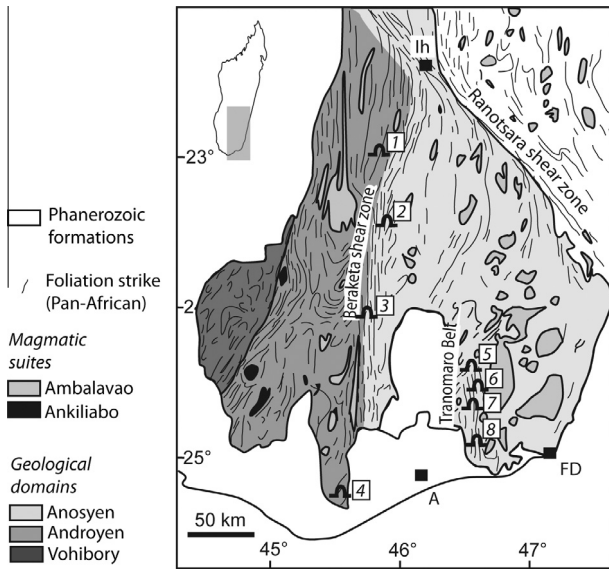 Phanerozoic
formations
Foliation strike
(Pan-African)
Magmatic
suites
Ambalavao
Ankiliabo
Geological
domains
Anosyen
Androyen
Vohibory
Ih
Ranotsara shear zone
Beraketa shear zone
Tranomaro Belt
1
2
3
4
5
6
7
8
A
FD
50 km
23°
22°
25°
45°
46°
47°